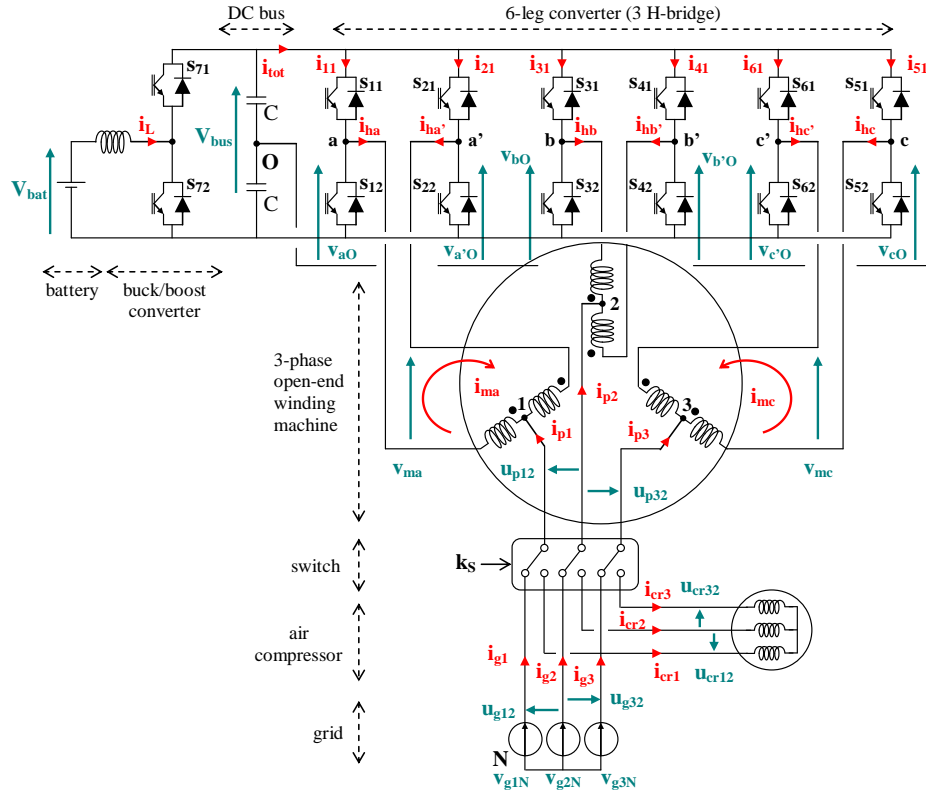 DC bus
6-leg converter (3 H-bridge)
s71
itot
i11
i21
i31
i41
i61
i51
s11
s21
s31
s41
s61
s51
C
iL
Vbus
O
a
iha
iha'
a'
b
ihb
ihb'
b'
c'
ihc'
ihc
c
vbO
vb'O
Vbat
s72
C
s12
s22
s32
s42
s62
s52
vaO
va'O
vc'O
vcO
battery
buck/boost
converter
2
3-phase
open-end
winding
machine
ima
ip2
imc
1
3
ip1
ip3
vma
up12
up32
vmc
switch
kS
icr3
ucr32
air
compressor
icr2
ig1
ig2
ig3
icr1
ucr12
ug12
ug32
grid
N
vg1N
vg2N
vg3N